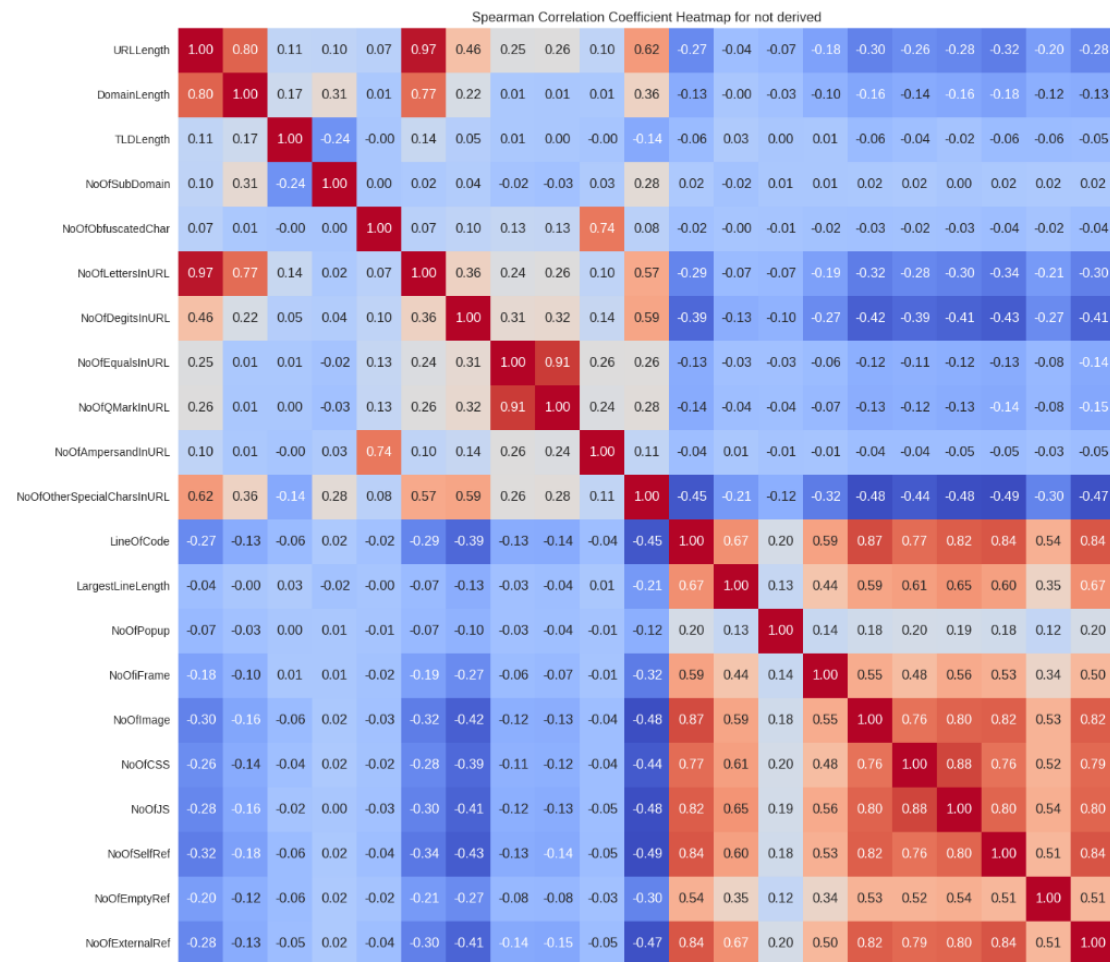 Spearman Correlation Coefficient Heatmap for not derived
URLLength 1.00 0.80 0.11 0.10 0.07 0.97 0.46 0.25 0.26 0.10 0.62 -0.27 -0.04 -0.07 -0.18 -0.30 -0.26 -0.28 -0.32 -0.20 -0.28
DomainLength 0.80 1.00 0.17 0.31 0.01 0.77 0.22 0.01 0.01 0.01 0.36 -0.13 -0.00 -0.03 -0.10 -0.16 -0.14 -0.16 -0.18 -0.12 -0.13
TLDLength 0.11 0.17 1.00 -0.24 -0.00 0.14 0.05 0.01 0.00 -0.00 -0.14 -0.06 0.03 0.00 0.01 -0.06 -0.04 -0.02 -0.06 -0.06 -0.05
NoOfSubDomain 0.10 0.31 -0.24 1.00 0.00 0.02 0.04 -0.02 -0.03 0.03 0.28 0.02 -0.02 0.01 0.01 0.02 0.02 0.00 0.02 0.02 0.02
NoOfObfuscatedChar 0.07 0.01 -0.00 0.00 1.00 0.07 0.10 0.13 0.13 0.74 0.08 -0.02 -0.00 -0.01 -0.02 -0.03 -0.02 -0.03 -0.04 -0.02 -0.04
NoOfLettersInURL 0.97 0.77 0.14 0.02 0.07 1.00 0.36 0.24 0.26 0.10 0.57 -0.29 -0.07 -0.07 -0.19 -0.32 -0.28 -0.30 -0.34 -0.21 -0.30
NoOfDegitsInURL 0.46 0.22 0.05 0.04 0.10 0.36 1.00 0.31 0.32 0.14 0.59 -0.39 -0.13 -0.10 -0.27 -0.42 -0.39 -0.41 -0.43 -0.27 -0.41
NoOfEqualsInURL 0.25 0.01 0.01 -0.02 0.13 0.24 0.31 1.00 0.91 0.26 0.26 -0.13 -0.03 -0.03 -0.06 -0.12 -0.11 -0.12 -0.13 -0.08 -0.14
NoOfQMarkInURL 0.26 0.01 0.00 -0.03 0.13 0.26 0.32 0.91 1.00 0.24 0.28 -0.14 -0.04 -0.04 -0.07 -0.13 -0.12 -0.13 -0.14 -0.08 -0.15
NoOfAmpersandInURL 0.10 0.01 -0.00 0.03 0.74 0.10 0.14 0.26 0.24 1.00 0.11 -0.04 0.01 -0.01 -0.01 -0.04 -0.04 -0.05 -0.05 -0.03 -0.05
NoOfOtherSpecialCharsInURL 0.62 0.36 -0.14 0.28 0.08 0.57 0.59 0.26 0.28 0.11 1.00 -0.45 -0.21 -0.12 -0.32 -0.48 -0.44 -0.48 -0.49 -0.30 -0.47
LineOfCode -0.27 -0.13 -0.06 0.02 -0.02 -0.29 -0.39 -0.13 -0.14 -0.04 -0.45 1.00 0.67 0.20 0.59 0.87 0.77 0.82 0.84 0.54 0.84
LargestLineLength -0.04 -0.00 0.03 -0.02 -0.00 -0.07 -0.13 -0.03 -0.04 0.01 -0.21 0.67 1.00 0.13 0.44 0.59 0.61 0.65 0.60 0.35 0.67
NoOfPopup -0.07 -0.03 0.00 0.01 -0.01 -0.07 -0.10 -0.03 -0.04 -0.01 -0.12 0.20 0.13 1.00 0.14 0.18 0.20 0.19 0.18 0.12 0.20
NoOfiFrame -0.18 -0.10 0.01 0.01 -0.02 -0.19 -0.27 -0.06 -0.07 -0.01 -0.32 0.59 0.44 0.14 1.00 0.55 0.48 0.56 0.53 0.34 0.50
NoOfImage -0.30 -0.16 -0.06 0.02 -0.03 -0.32 -0.42 -0.12 -0.13 -0.04 -0.48 0.87 0.59 0.18 0.55 1.00 0.76 0.80 0.82 0.53 0.82
NoOfCSS -0.26 -0.14 -0.04 0.02 -0.02 -0.28 -0.39 -0.11 -0.12 -0.04 -0.44 0.77 0.61 0.20 0.48 0.76 1.00 0.88 0.76 0.52 0.79
NoOfJS -0.28 -0.16 -0.02 0.00 -0.03 -0.30 -0.41 -0.12 -0.13 -0.05 -0.48 0.82 0.65 0.19 0.56 0.80 0.88 1.00 0.80 0.54 0.80
NoOfSelfRef -0.32 -0.18 -0.06 0.02 -0.04 -0.34 -0.43 -0.13 -0.14 -0.05 -0.49 0.84 0.60 0.18 0.53 0.82 0.76 0.80 1.00 0.51 0.84
NoOfEmptyRef -0.20 -0.12 -0.06 0.02 -0.02 -0.21 -0.27 -0.08 -0.08 -0.03 -0.30 0.54 0.35 0.12 0.34 0.53 0.52 0.54 0.51 1.00 0.51
NoOfExternalRef -0.28 -0.13 -0.05 0.02 -0.04 -0.30 -0.41 -0.14 -0.15 -0.05 -0.47 0.84 0.67 0.20 0.50 0.82 0.79 0.80 0.84 0.51 1.00